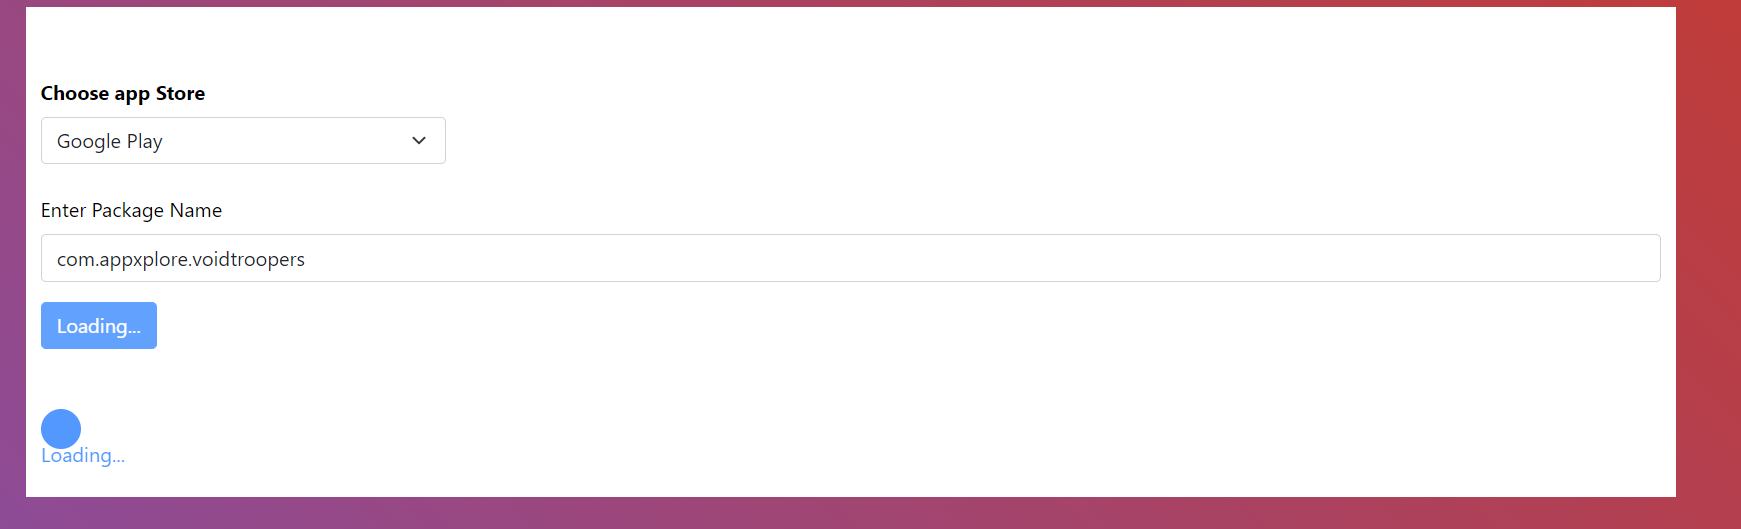 Choose app Store
Google Play
Enter Package Name
com.appxplore.voidtroopers
Loading...
Loading...